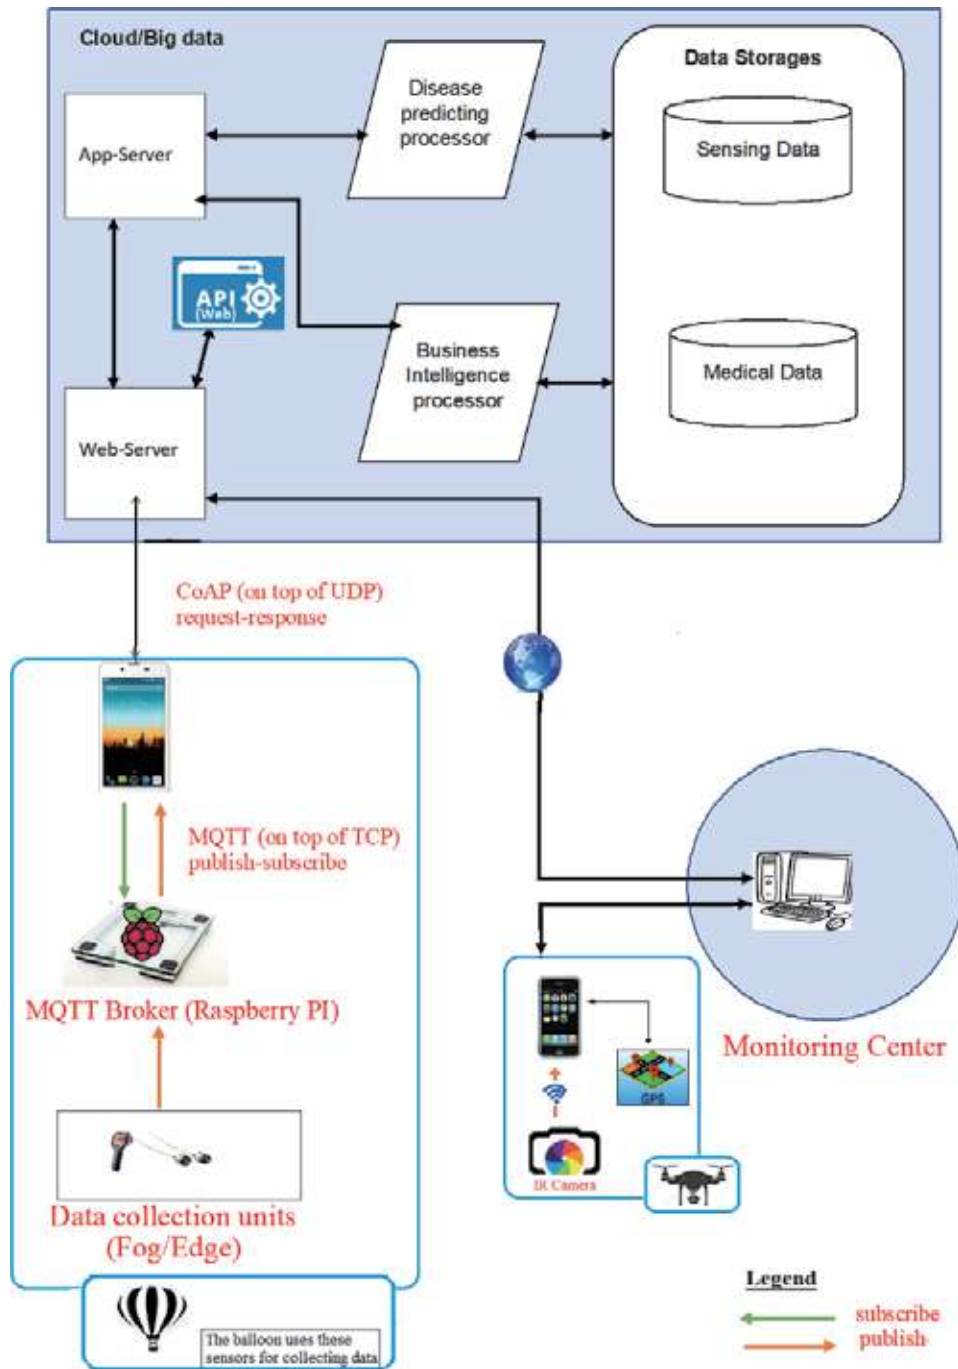 Cloud/Big data
Data Storages
Disease
predicting
processor
App-Server
Sensing Data
API
(Web)
Business
Intelligence
processor
Medical Data
Web-Server
CoAP (on top of UDP)
request-response
MQTT (on top of TCP)
publish-subscribe
MQTT Broker (Raspberry PI)
Monitoring Center
GPS
IR Camera
Data collection units
(Fog/Edge)
The balloon uses these
sensors for collecting data
Legend
subscribe
publish